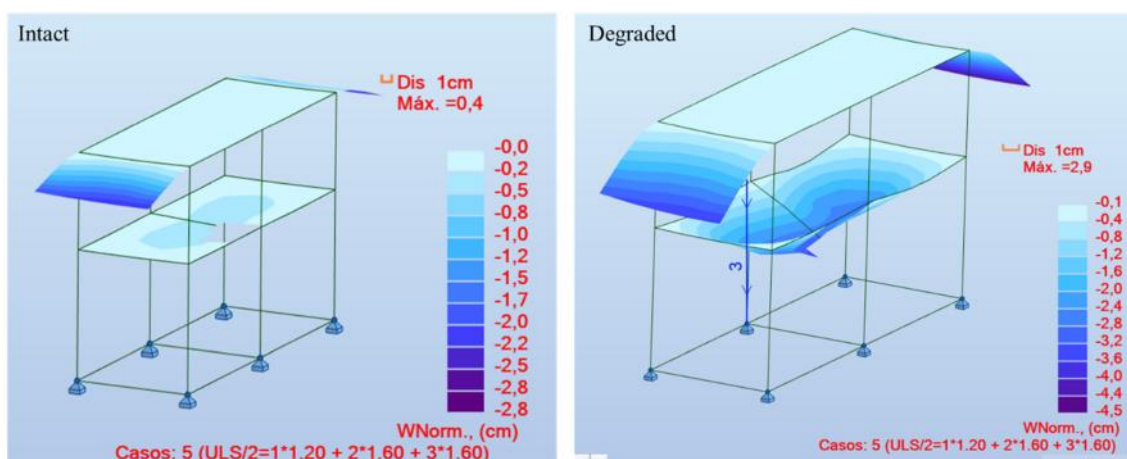 Intact
Dis 1cm
Máx. =0,4
-0,0
-0,2
-0,5
-0,8
-1,0
-1,2
-1,5
-1,7
-2,0
-2,2
-2,5
-2,8
-2,8
WNorm., (cm)
Casos: 5 (ULS/2=1*1.20 + 2*1.60 + 3*1.60)
Degraded
Dis 1cm
Máx.=2,9
3
-0,1
-0,4
-0,8
-1,2
-1,6
-2,0
-2,4
-2,8
-3,2
-3,6
-4,0
-4,4
-4,5
WNorm., (cm)
Casos: 5 (ULS/2=1*1.20 + 2*1.60 + 3*1.60)